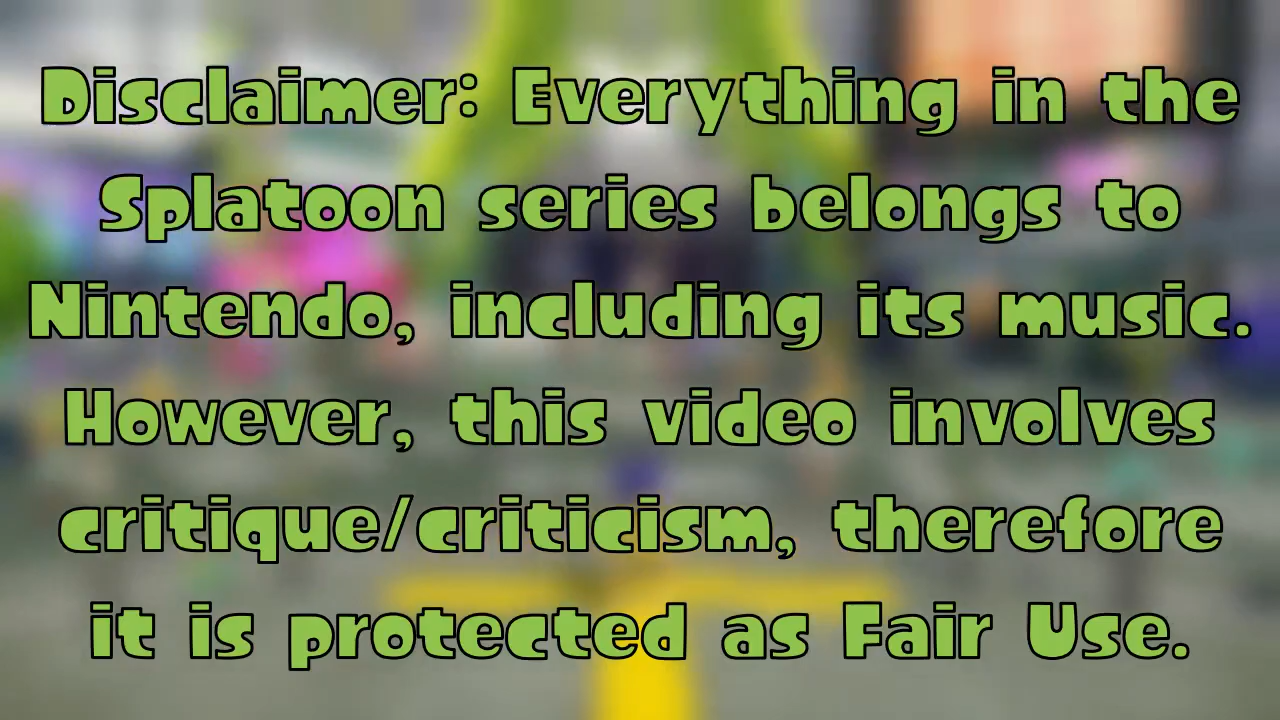 Disclaimer: Everything in the
Splatoon series belongs to
Nintendo, including its music.
However, this video involves
critique/criticism, therefore
it is protected as Fair Use.